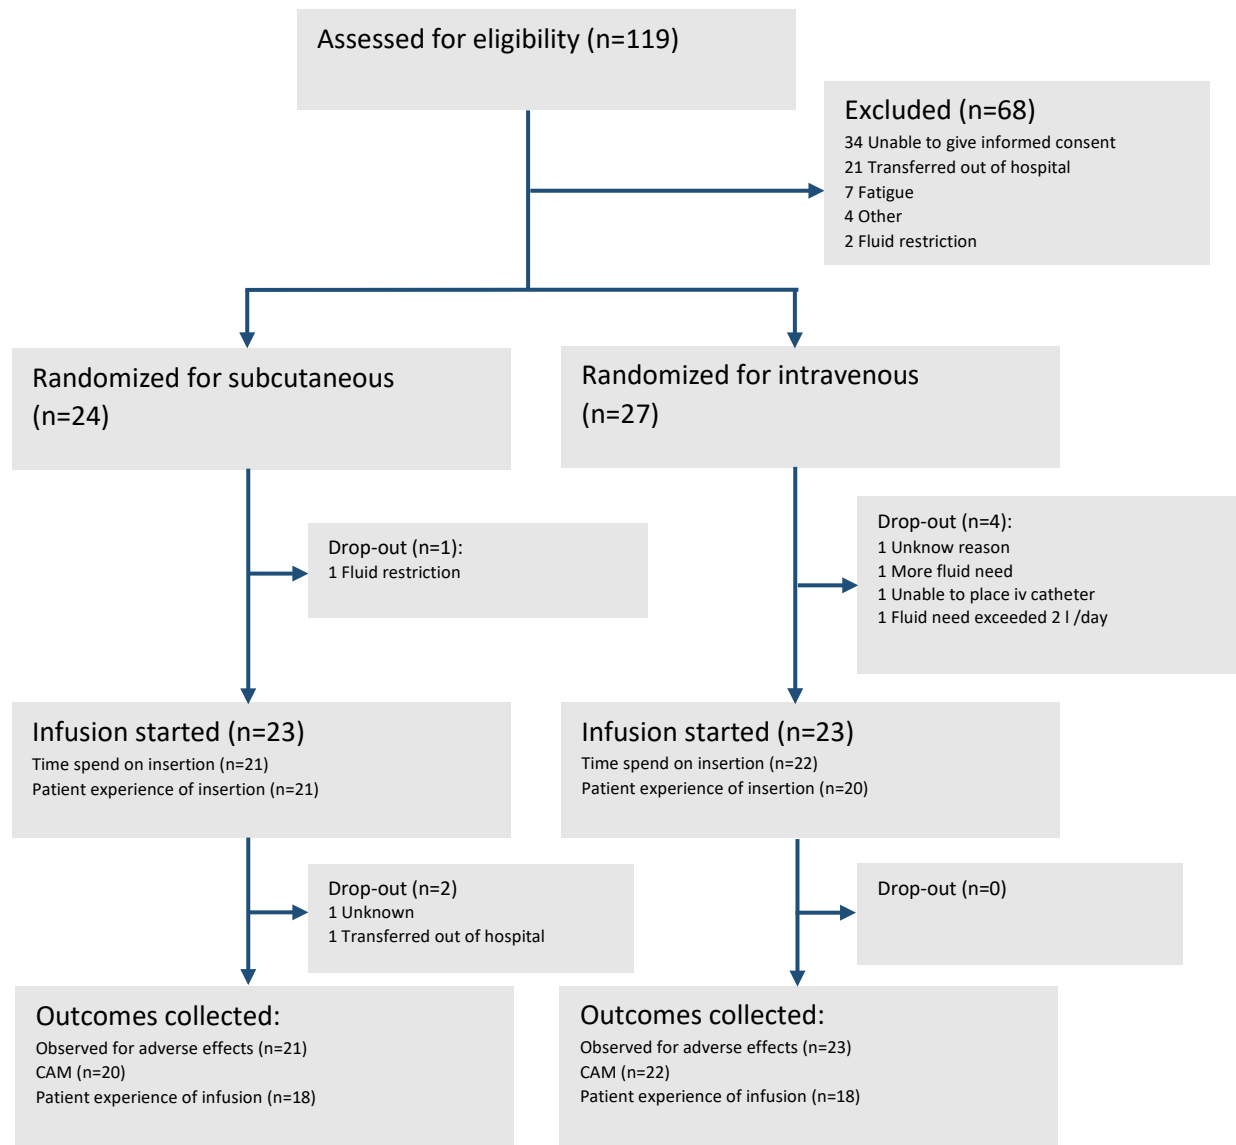 Assessed for eligibility (n=119)
Excluded (n=68)
34 Unable to give informed consent
21 Transferred out of hospital
7 Fatigue
4 Other
2 Fluid restriction
Randomized for subcutaneous
(n=24)
Randomized for intravenous
(n=27)
Drop-out (n=1):
1 Fluid restriction
Drop-out (n=4):
1 Unknow reason
1 More fluid need
1 Unable to place iv catheter
1 Fluid need exceeded 2 l /day
Infusion started (n=23)
Time spend on insertion (n=21)
Patient experience of insertion (n=21)
Infusion started (n=23)
Time spend on insertion (n=22)
Patient experience of insertion (n=20)
Drop-out (n=2)
1 Unknown
1 Transferred out of hospital
Drop-out (n=0)
Outcomes collected:
Observed for adverse effects (n=21)
CAM (n=20)
Patient experience of infusion (n=18)
Outcomes collected:
Observed for adverse effects (n=23)
CAM (n=22)
Patient experience of infusion (n=18)